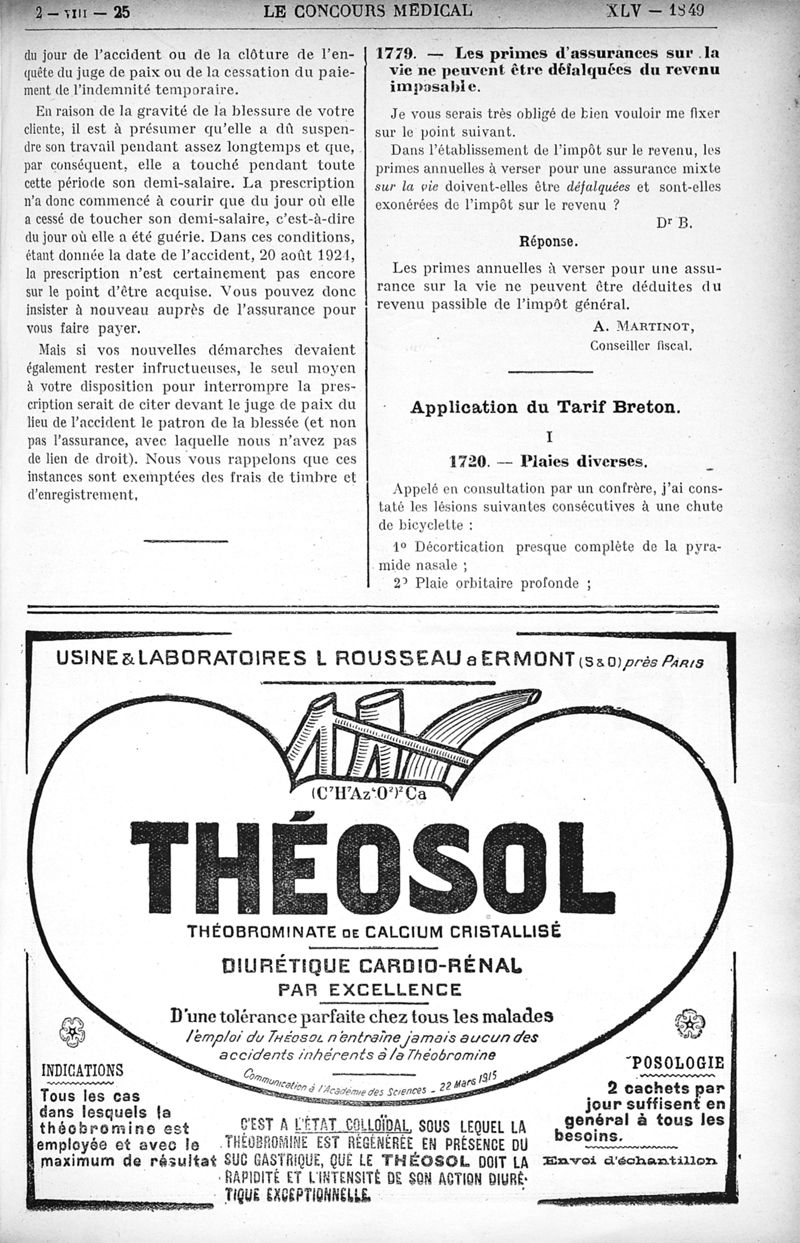 2 — VIII — 25
LE CONCOURS MÉDICAL
XLV — 1849
du jour de l'accident ou de la clôture de l'en-
quête du juge de paix ou de la cessation du paie-
ment de l'indemnité temporaire.
En raison de la gravité de la blessure de votre
cliente, il est à présumer qu'elle a dû suspen-
dre son travail pendant assez longtemps et que,
par conséquent, elle a touché pendant toute
cette période son demi-salaire. La prescription
n'a donc commencé à courir que du jour où elle
a cessé de toucher son demi-salaire, c'est-à-dire
du jour où elle a été guérie. Dans ces conditions,
étant donnée la date de l'accident, 20 août 1924,
la prescription n'est certainement pas encore
sur le point d'être acquise. Vous pouvez donc
insister à nouveau auprès de l'assurance pour
vous faire payer.
Mais si vos nouvelles démarches devaient
également rester infructueuses, le seul moyen
à votre disposition pour interrompre la pres-
cription serait de citer devant le juge de paix du
lieu de l'accident le patron de la blessée (et non
pas l'assurance, avec laquelle nous n'avez pas
de lien de droit). Nous vous rappelons que ces
instances sont exemptées des frais de timbre et
d'enregistrement.
1779. — Les primes d'assurances sur la
vie ne peuvent être défalquées du revenu
imposable.
Je vous serais très obligé de bien vouloir me fixer
sur le point suivant.
Dans l'établissement de l'impôt sur le revenu, les
primes annuelles à verser pour une assurance mixte
sur la vie doivent-elles être défalquées et sont-elles
exonérées de l'impôt sur le revenu ?
Dr B.
Réponse.
Les primes annuelles à verser pour une assu-
rance sur la vie ne peuvent être déduites du
revenu passible de l'impôt général.
A. MARTINOT,
Conseiller fiscal.
Application du Tarif Breton.
I
1720. — Plaies diverses.
Appelé en consultation par un confrère, j'ai cons-
taté les lésions suivantes consécutives à une chute
de bicyclette :
1º Décortication presque complète de la pyra-
mide nasale ;
2º Plaie orbitaire profonde ;
USINE & LABORATOIRES L ROUSSEAU à ERMONT (S&O) près PARIS
(C⁷H⁷Az⁴O²)²Ca
THÉOSOL
THÉOBROMINATE DE CALCIUM CRISTALLISÉ
DIURÉTIQUE CARDIO-RÉNAL
PAR EXCELLENCE
D'une tolérance parfaite chez tous les malades
l'emploi du THÉOSOL n'entraîne jamais aucun des
accidents inhérents à la Théobromine
Communication à l'Académie des Sciences - 22 Mars 1915
INDICATIONS
Tous les cas
dans lesquels la
théobromine est
employée et avec le
maximum de résultat
C'EST A L'ÉTAT COLLOÏDAL, SOUS LEQUEL LA
THÉOBROMINE EST RÉGÉNÉRÉE EN PRÉSENCE DU
SUC GASTRIQUE, QUE LE THÉOSOL DOIT LA
RAPIDITÉ ET L'INTENSITÉ DE SON ACTION DIURÉ-
TIQUE EXCEPTIONNELLE.
POSOLOGIE
2 cachets par
jour suffisent en
général à tous les
besoins.
Envoi d'échantillon